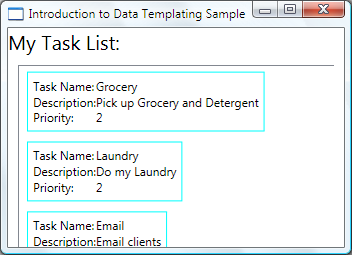 Introduction to Data Templating Sample
My Task List:
Task Name: Grocery
Description:Pick up Grocery and Detergent
Priority: 2
Task Name: Laundry
Description:Do my Laundry
Priority: 2
Task Name: Email
Description:Email clients